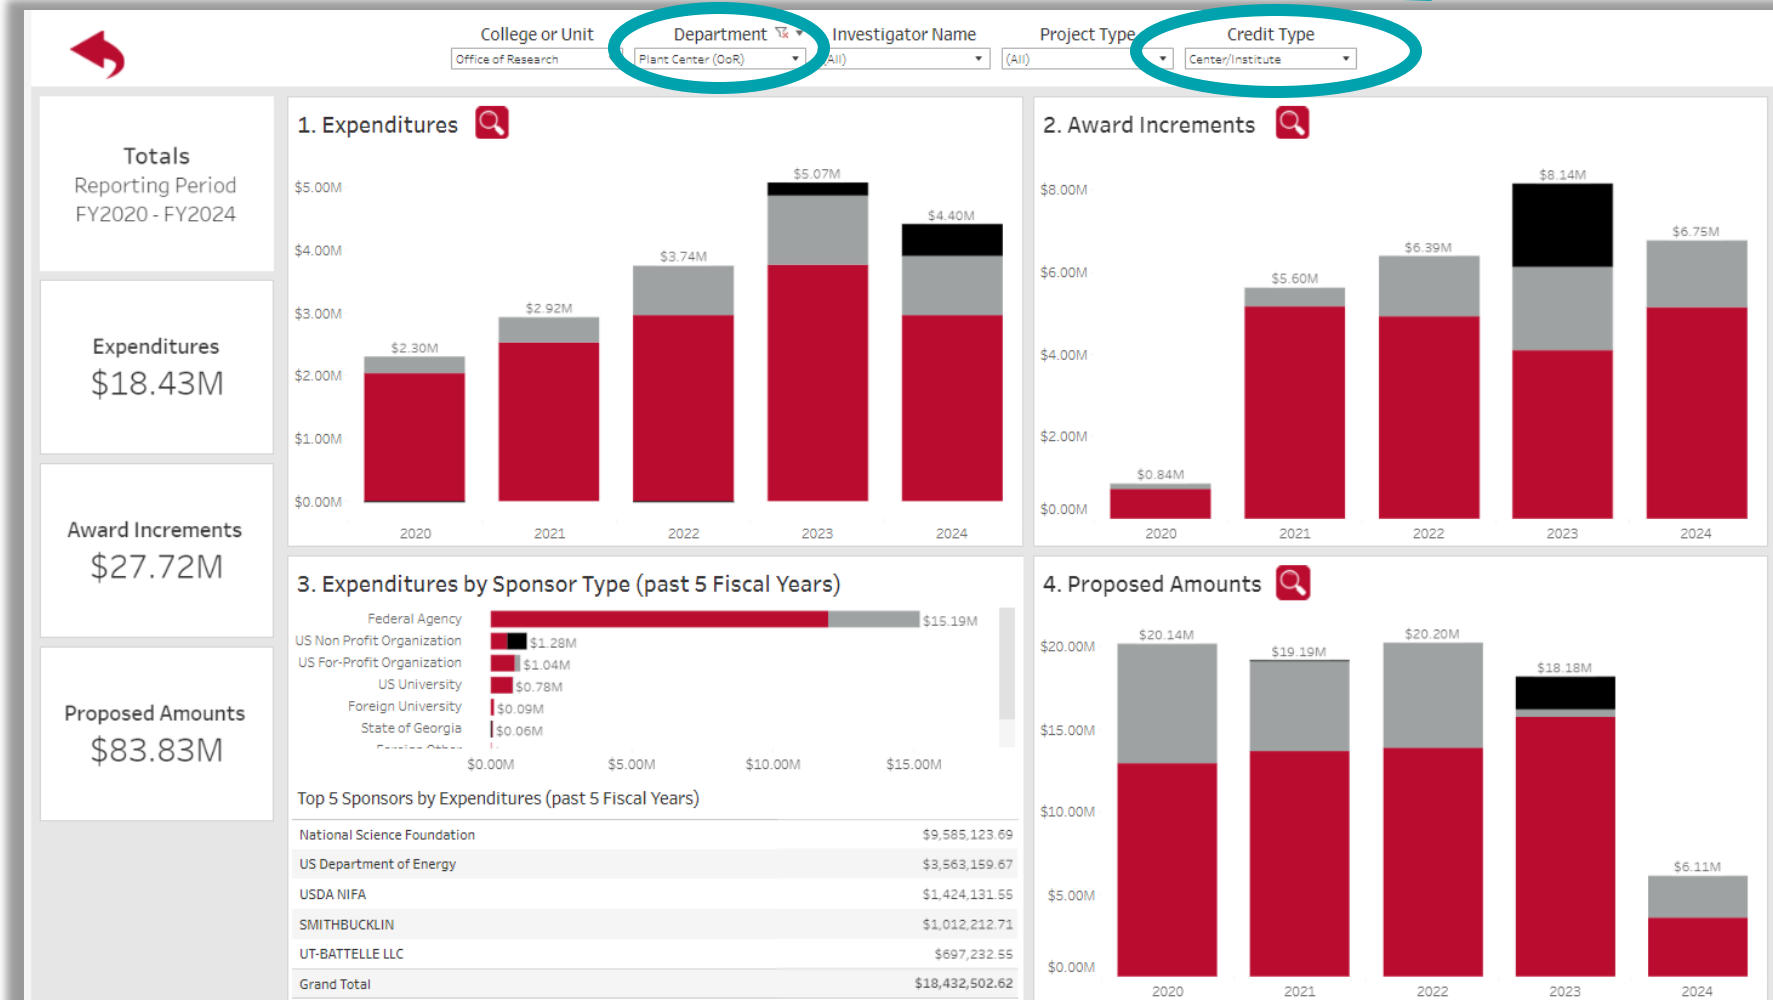 College or Unit
Department
Investigator Name
Project Type
Credit Type
Office of Research
Plant Center (OoR)
(All)
(All)
Center/Institute
Totals
Reporting Period
FY2020 - FY2024
Expenditures
$18.43M
Award Increments
$27.72M
Proposed Amounts
$83.83M
1. Expenditures
$5.00M
$4.00M
$3.00M
$2.00M
$1.00M
$0.00M
$2.30M
$2.92M
$3.74M
$5.07M
$4.40M
2020
2021
2022
2023
2024
2. Award Increments
$8.00M
$6.00M
$4.00M
$2.00M
$0.00M
$0.84M
$5.60M
$6.39M
$8.14M
$6.75M
2020
2021
2022
2023
2024
3. Expenditures by Sponsor Type (past 5 Fiscal Years)
Federal Agency $15.19M
US Non Profit Organization $1.28M
US For-Profit Organization $1.04M
US University $0.78M
Foreign University $0.09M
State of Georgia $0.06M
$0.00M $5.00M $10.00M $15.00M
Top 5 Sponsors by Expenditures (past 5 Fiscal Years)
National Science Foundation $9,585,123.69
US Department of Energy $3,563,159.67
USDA NIFA $1,424,131.55
SMITHBUCKLIN $1,012,212.71
UT-BATTELLE LLC $697,232.55
Grand Total $18,432,502.62
4. Proposed Amounts
$20.00M
$15.00M
$10.00M
$5.00M
$0.00M
$20.14M
$19.19M
$20.20M
$18.18M
$6.11M
2020
2021
2022
2023
2024